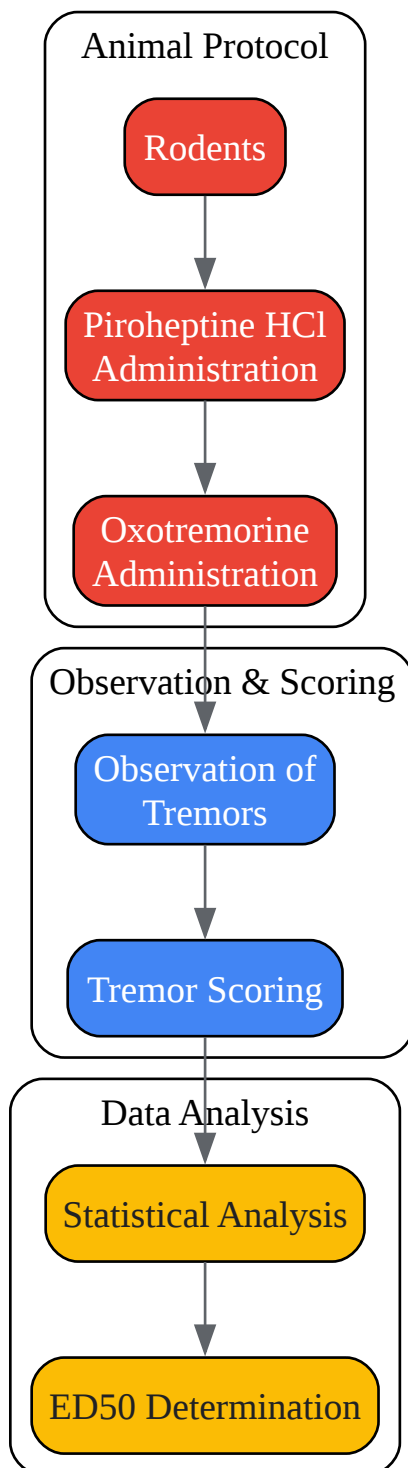 Animal Protocol
Rodents
Piroheptine HCl
Administration
Oxotremorine
Administration
Observation & Scoring
Observation of
Tremors
Tremor Scoring
Data Analysis
Statistical Analysis
ED50 Determination